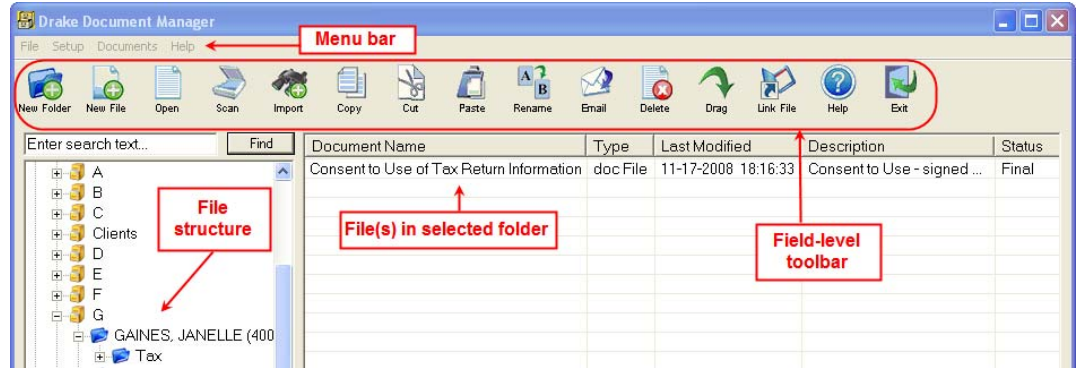 Drake Document Manager
File Setup Documents Help
Menu bar
New Folder New File Open Scan Import Copy Cut Paste Rename Email Delete Drag Link File Help Exit
A B
Enter search text... Find
Document Name Type Last Modified Description Status
Consent to Use of Tax Return Information doc File 11-17-2008 18:16:33 Consent to Use - signed ... Final
A
B
C
Clients
D
E
F
G
GAINES, JANELLE (400
Tax
File
structure
File(s) in selected folder
Field-level
toolbar